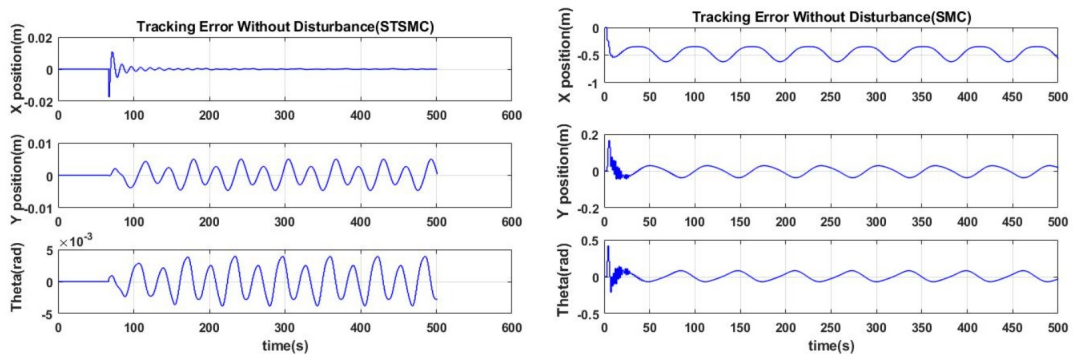 Tracking Error Without Disturbance(STSMC)
X position(m)
0.02
0
-0.02
0 100 200 300 400 500 600
Y position(m)
0.01
0
-0.01
0 100 200 300 400 500 600
Theta(rad)
×10-3
5
0
-5
0 100 200 300 400 500 600
time(s)
Tracking Error Without Disturbance(SMC)
X position(m)
0
-0.5
-1
0 50 100 150 200 250 300 350 400 450 500
Y position(m)
0.2
0
-0.2
0 50 100 150 200 250 300 350 400 450 500
Theta(rad)
0.5
0
-0.5
0 50 100 150 200 250 300 350 400 450 500
time(s)